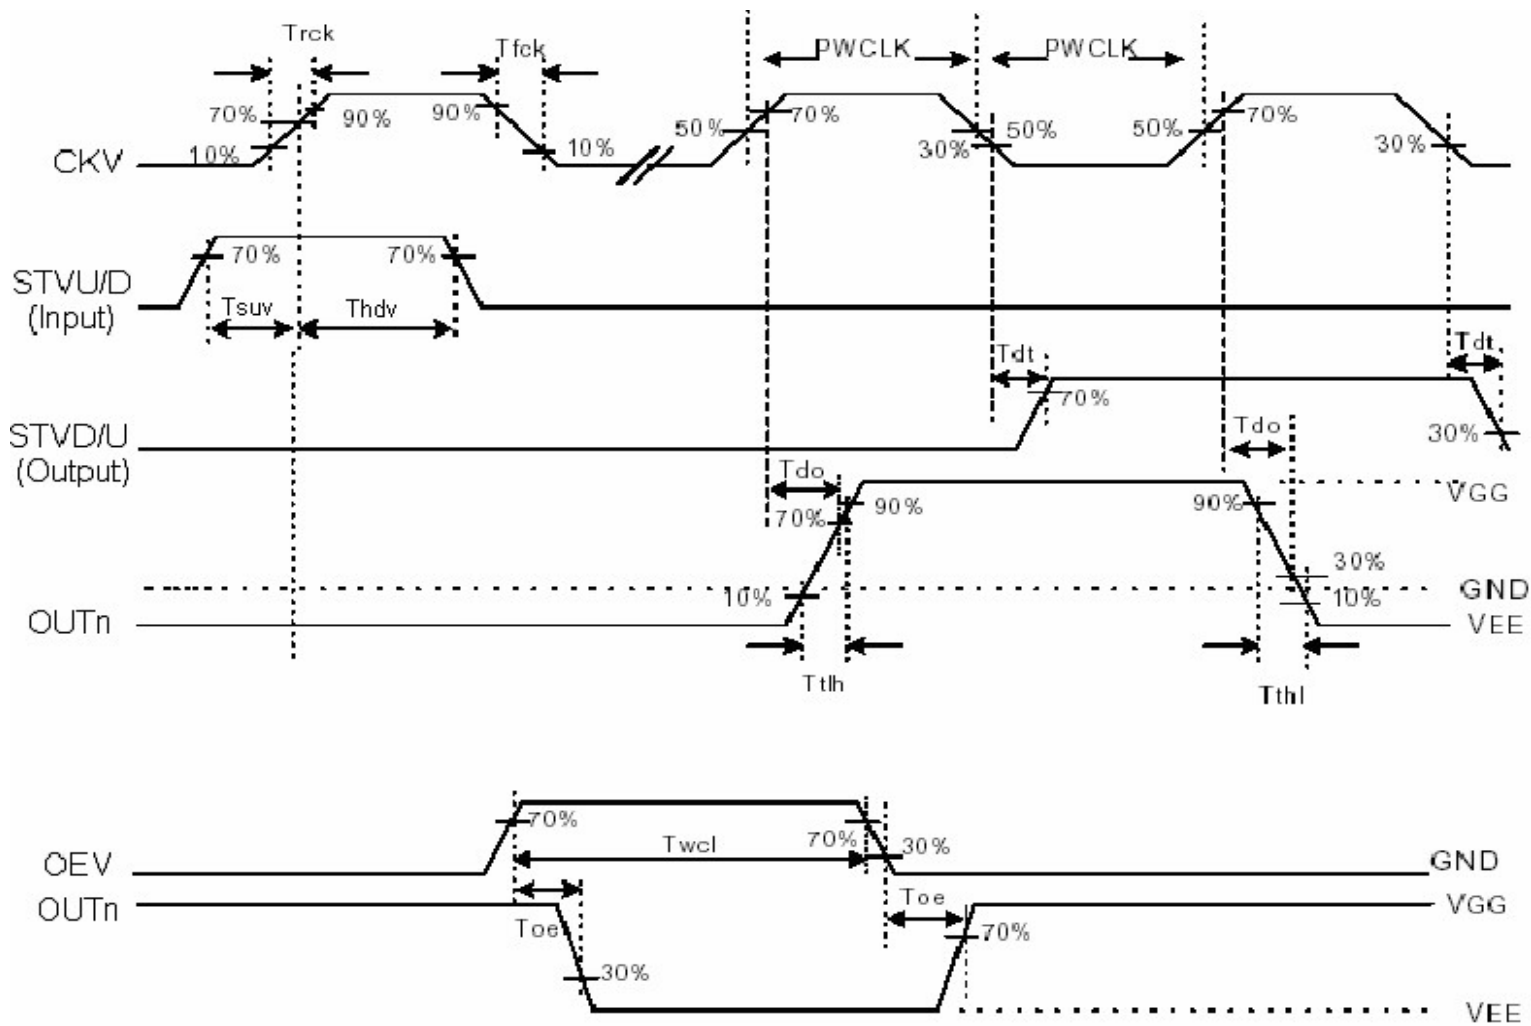 Trck
Tfck
PWCLK
PWCLK
70%
90%
90%
70%
70%
50%
50%
50%
10%
10%
30%
30%
CKV
70%
70%
STVU/D
(Input)
Tsuv
Thdv
Tdt
Tdt
70%
STVD/U
(Output)
Tdo
30%
Tdo
VGG
90%
90%
70%
30%
10%
10%
GND
OUTn
VEE
Ttlh
Tthl
70%
70%
30%
Twcl
OEV
GND
OUTn
Toe
VGG
Toe
70%
30%
VEE